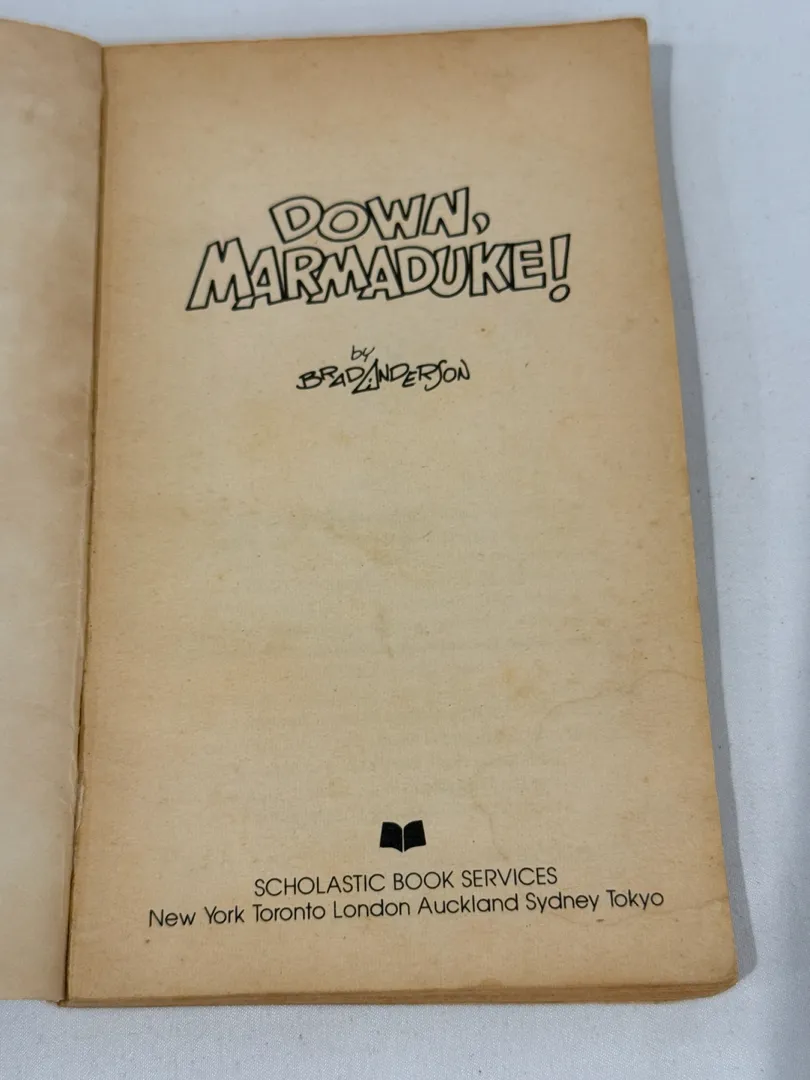 DOWN,
MARMADUKE!
by
BRAD ANDERSON
SCHOLASTIC BOOK SERVICES
New York Toronto London Auckland Sydney Tokyo